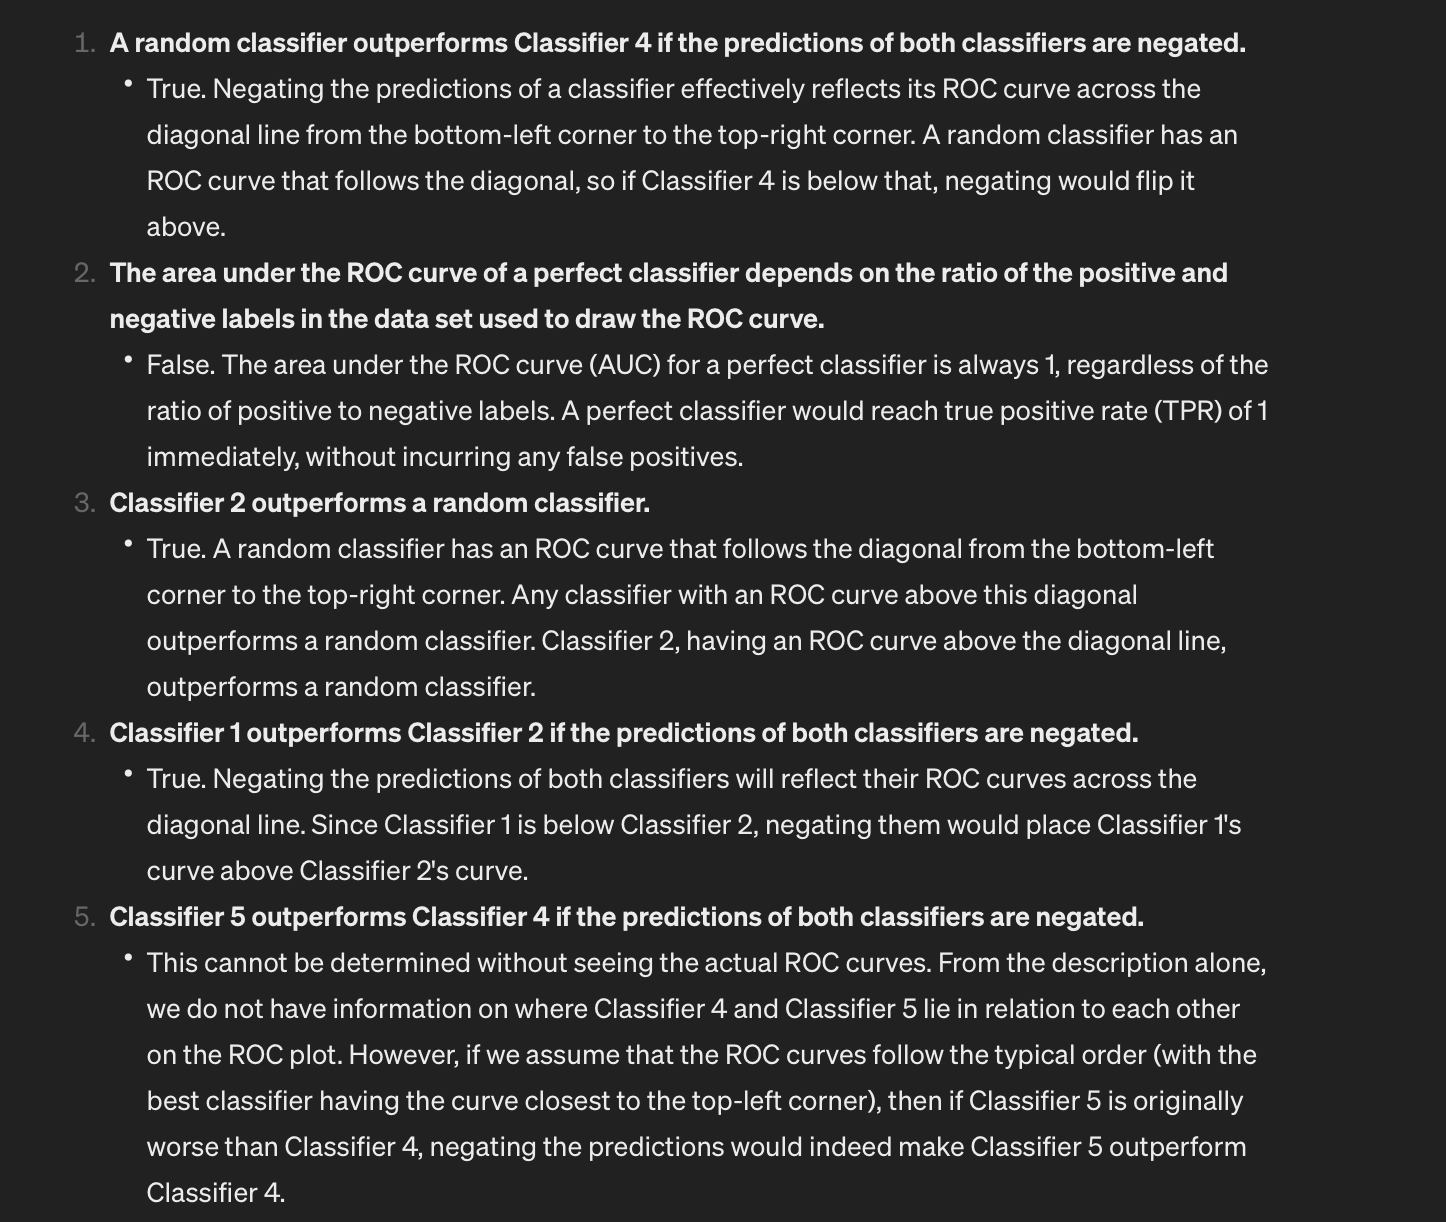 1. A random classifier outperforms Classifier 4 if the predictions of both classifiers are negated.
• True. Negating the predictions of a classifier effectively reflects its ROC curve across the
diagonal line from the bottom-left corner to the top-right corner. A random classifier has an
ROC curve that follows the diagonal, so if Classifier 4 is below that, negating would flip it
above.
2. The area under the ROC curve of a perfect classifier depends on the ratio of the positive and
negative labels in the data set used to draw the ROC curve.
• False. The area under the ROC curve (AUC) for a perfect classifier is always 1, regardless of the
ratio of positive to negative labels. A perfect classifier would reach true positive rate (TPR) of 1
immediately, without incurring any false positives.
3. Classifier 2 outperforms a random classifier.
• True. A random classifier has an ROC curve that follows the diagonal from the bottom-left
corner to the top-right corner. Any classifier with an ROC curve above this diagonal
outperforms a random classifier. Classifier 2, having an ROC curve above the diagonal line,
outperforms a random classifier.
4. Classifier 1 outperforms Classifier 2 if the predictions of both classifiers are negated.
• True. Negating the predictions of both classifiers will reflect their ROC curves across the
diagonal line. Since Classifier 1 is below Classifier 2, negating them would place Classifier 1's
curve above Classifier 2's curve.
5. Classifier 5 outperforms Classifier 4 if the predictions of both classifiers are negated.
• This cannot be determined without seeing the actual ROC curves. From the description alone,
we do not have information on where Classifier 4 and Classifier 5 lie in relation to each other
on the ROC plot. However, if we assume that the ROC curves follow the typical order (with the
best classifier having the curve closest to the top-left corner), then if Classifier 5 is originally
worse than Classifier 4, negating the predictions would indeed make Classifier 5 outperform
Classifier 4.